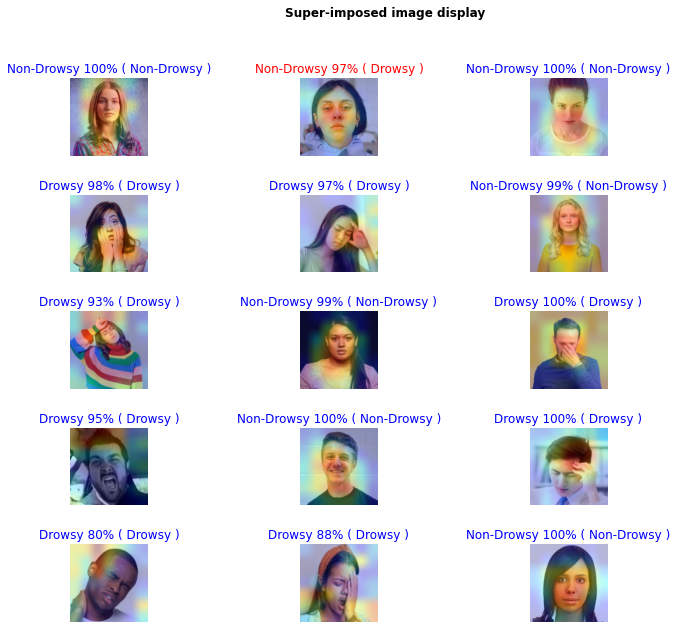 Super-imposed image display
Non-Drowsy 100% ( Non-Drowsy )
Non-Drowsy 97% ( Drowsy )
Non-Drowsy 100% ( Non-Drowsy )
Drowsy 98% ( Drowsy )
Drowsy 97% ( Drowsy )
Non-Drowsy 99% ( Non-Drowsy )
Drowsy 93% ( Drowsy )
Non-Drowsy 99% ( Non-Drowsy )
Drowsy 100% ( Drowsy )
Drowsy 95% ( Drowsy )
Non-Drowsy 100% ( Non-Drowsy )
Drowsy 100% ( Drowsy )
Drowsy 80% ( Drowsy )
Drowsy 88% ( Drowsy )
Non-Drowsy 100% ( Non-Drowsy )